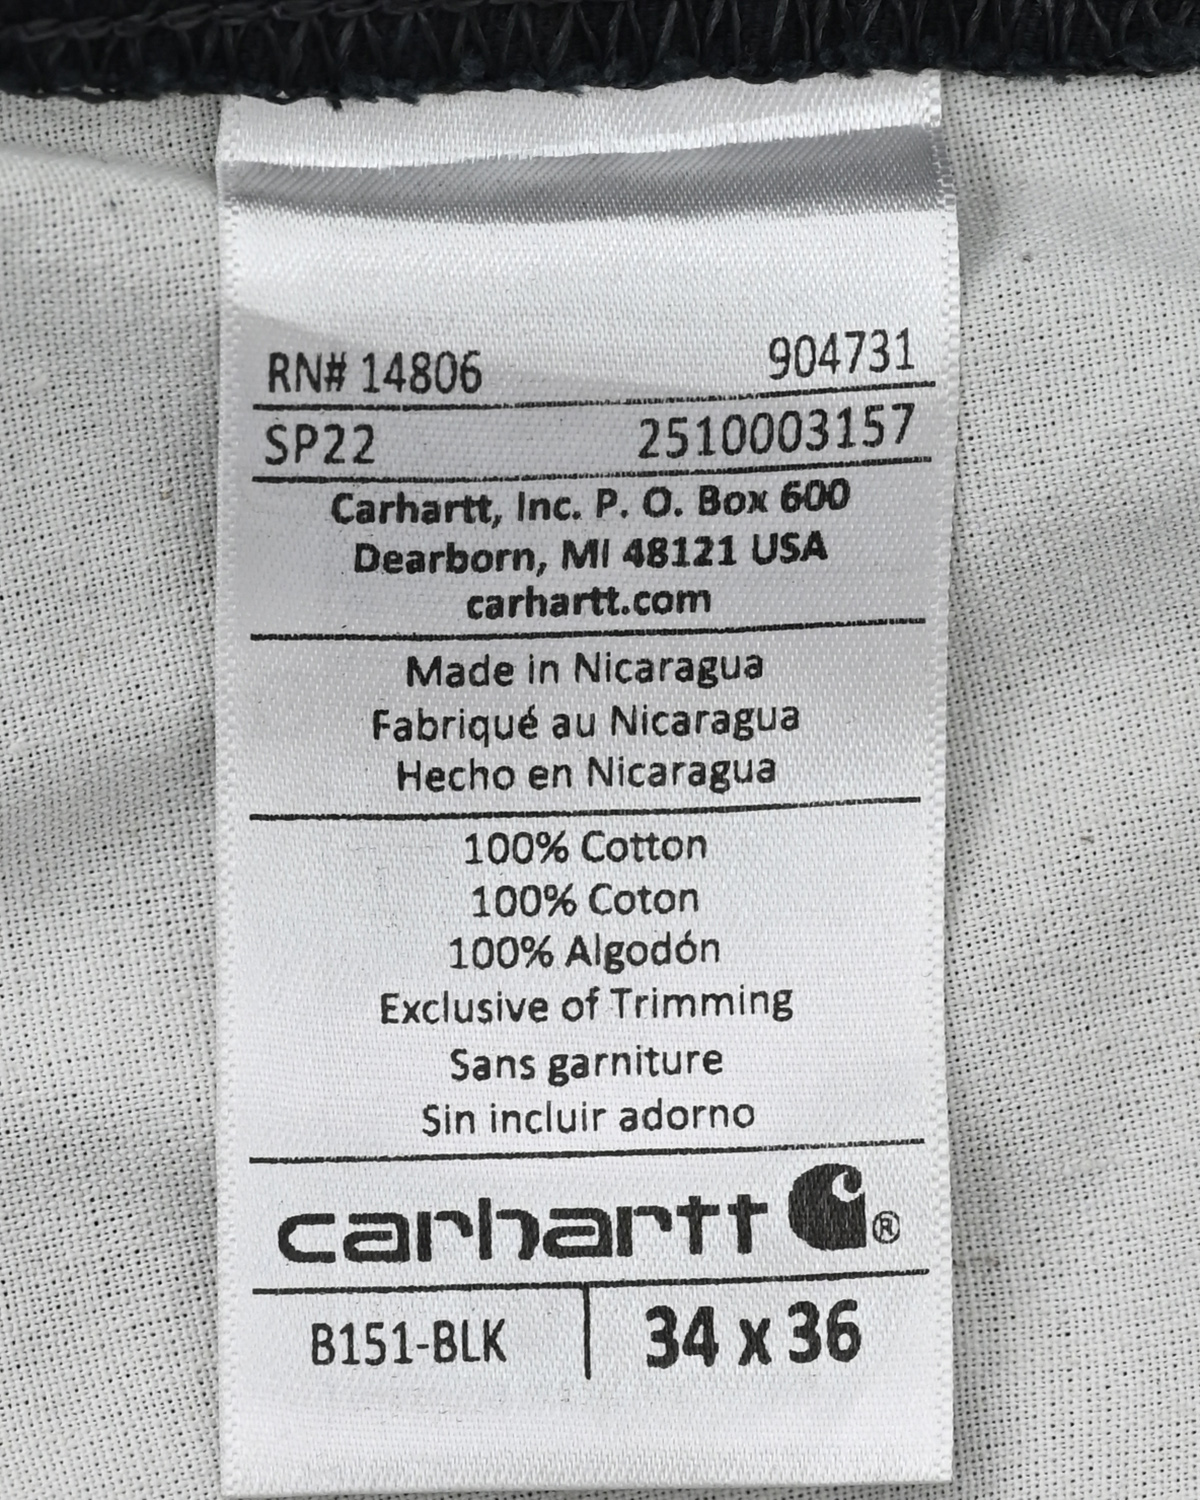 RN# 14806 904731
SP22 2510003157
Carhartt, Inc. P. O. Box 600
Dearborn, MI 48121 USA
carhartt.com
Made in Nicaragua
Fabriqué au Nicaragua
Hecho en Nicaragua
100% Cotton
100% Coton
100% Algodón
Exclusive of Trimming
Sans garniture
Sin incluir adorno
carhartt ®
B151-BLK 34 x 36